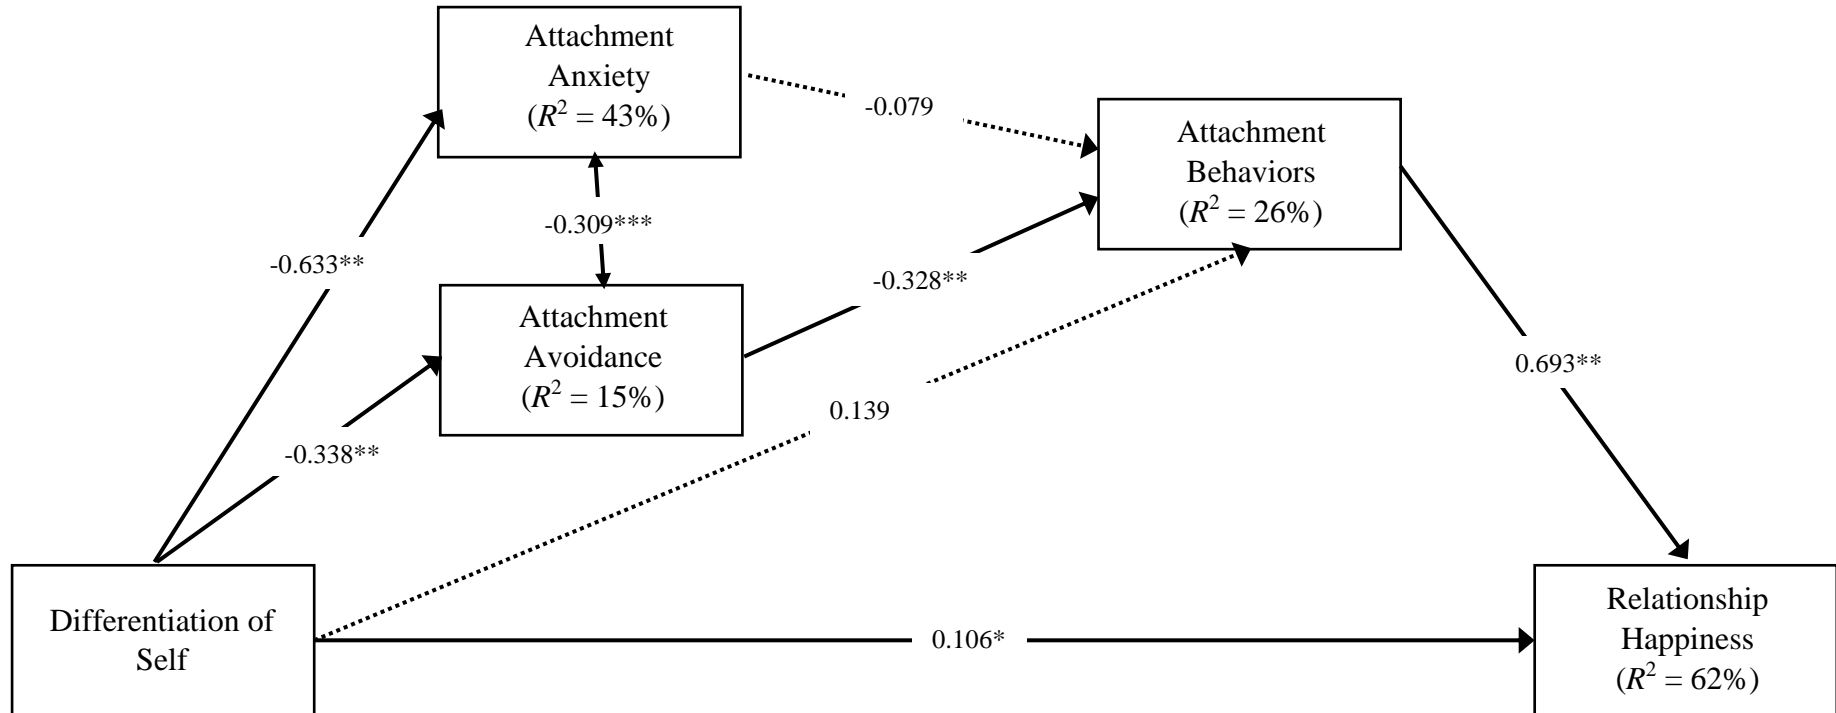 Attachment
Anxiety
(R² = 43%)
-0.079
Attachment
Behaviors
(R² = 26%)
-0.633**
-0.309***
-0.328**
Attachment
Avoidance
(R² = 15%)
0.693**
0.139
-0.338**
Differentiation of
Self
0.106*
Relationship
Happiness
(R² = 62%)